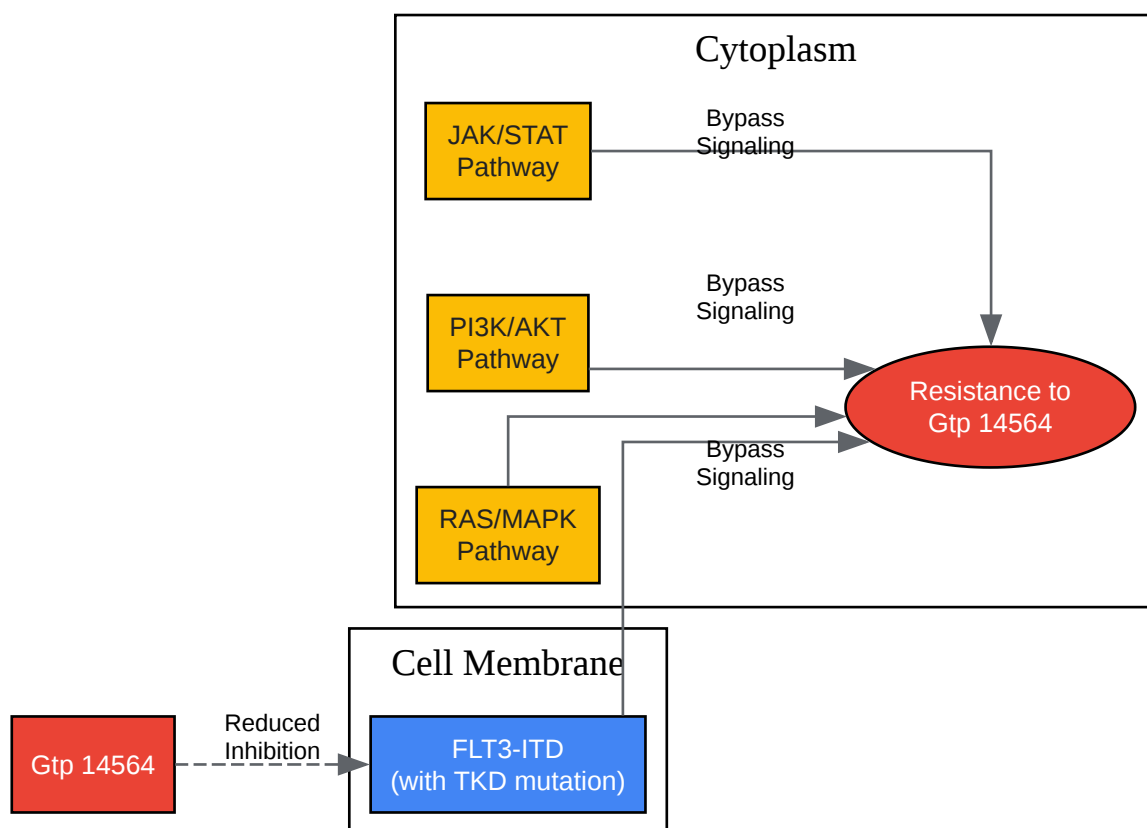 Cytoplasm
JAK/STAT
Pathway
Bypass
Signaling
PI3K/AKT
Pathway
Bypass
Signaling
Resistance to
Gtp 14564
Bypass
Signaling
RAS/MAPK
Pathway
Cell Membrane
Gtp 14564
Reduced
Inhibition
FLT3-ITD
(with TKD mutation)